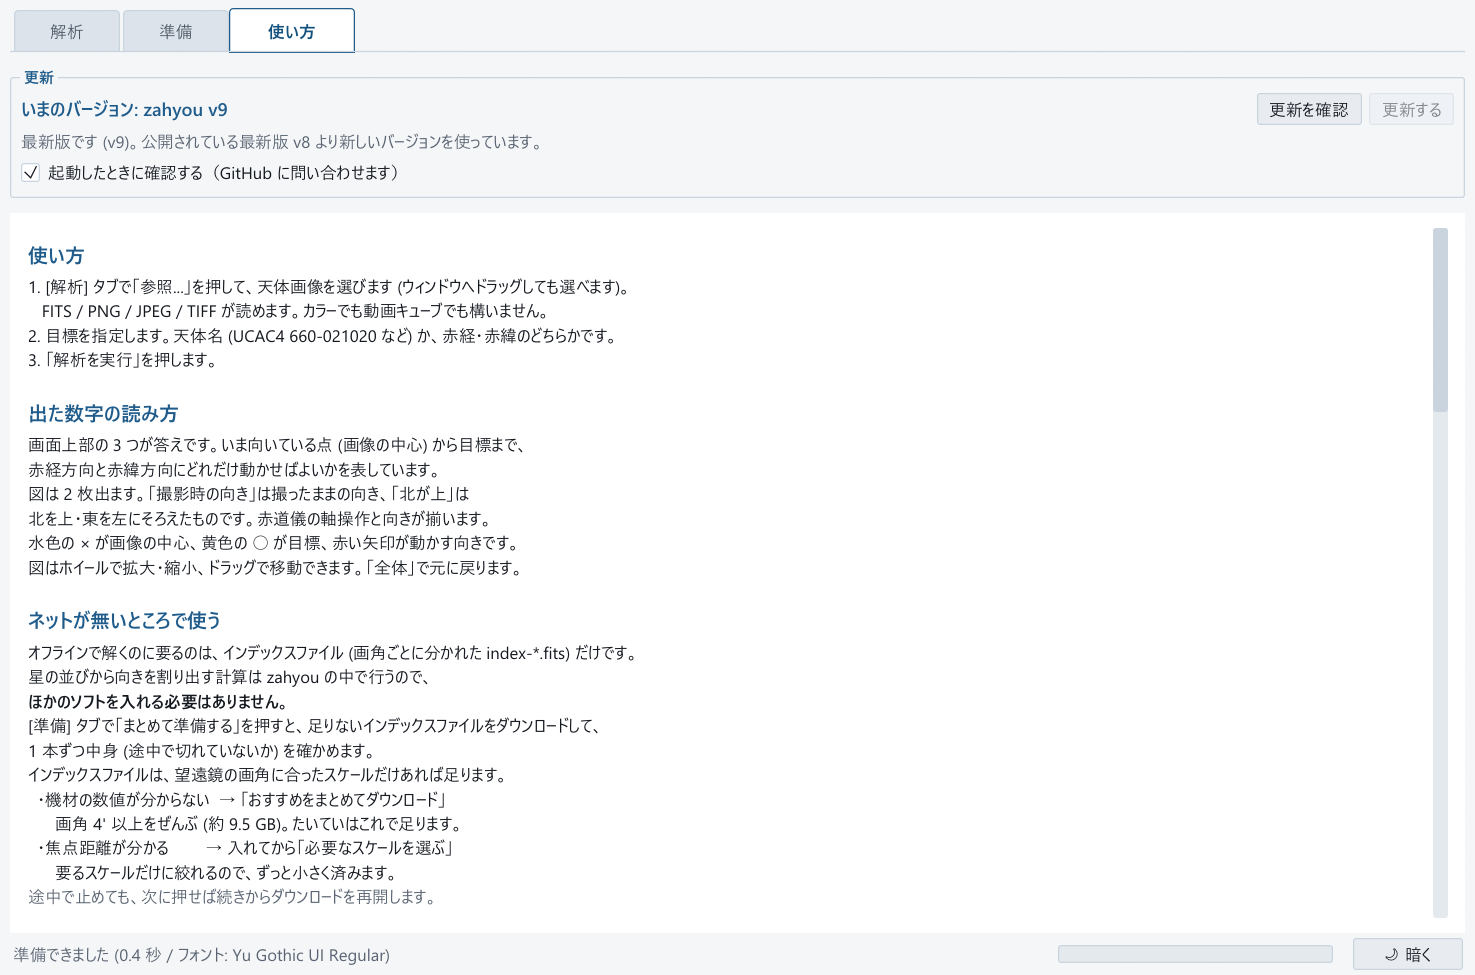 解析
準備
使い方
更新
いまのバージョン: zahyou v9
更新を確認
更新する
最新版です (v9)。公開されている最新版 v8 より新しいバージョンを使っています。
起動したときに確認する（GitHub に問い合わせます）
使い方
1. [解析] タブで「参照...」を押して、天体画像を選びます (ウィンドウへドラッグしても選べます)。
FITS / PNG / JPEG / TIFF が読めます。カラーでも動画キューブでも構いません。
2. 目標を指定します。天体名 (UCAC4 660-021020 など) か、赤経・赤緯のどちらかです。
3. 「解析を実行」を押します。
出た数字の読み方
画面上部の 3 つが答えです。いま向いている点 (画像の中心) から目標まで、
赤経方向と赤緯方向にどれだけ動かせばよいかを表しています。
図は 2 枚出ます。「撮影時の向き」は撮ったままの向き、「北が上」は
北を上・東を左にそろえたものです。赤道儀の軸操作と向きが揃います。
水色の × が画像の中心、黄色の ○ が目標、赤い矢印が動かす向きです。
図はホイールで拡大・縮小、ドラッグで移動できます。「全体」で元に戻ります。
ネットが無いところで使う
オフラインで解くのに要るのは、インデックスファイル (画角ごとに分かれた index-*.fits) だけです。
星の並びから向きを割り出す計算は zahyou の中で行うので、
ほかのソフトを入れる必要はありません。
[準備] タブで「まとめて準備する」を押すと、足りないインデックスファイルをダウンロードして、
1 本ずつ中身 (途中で切れていないか) を確かめます。
インデックスファイルは、望遠鏡の画角に合ったスケールだけあれば足ります。
・機材の数値が分からない → 「おすすめをまとめてダウンロード」
画角 4' 以上をぜんぶ (約 9.5 GB)。たいていはこれで足ります。
・焦点距離が分かる → 入れてから「必要なスケールを選ぶ」
要るスケールだけに絞れるので、ずっと小さく済みます。
途中で止めても、次に押せば続きからダウンロードを再開します。
準備できました (0.4 秒 / フォント: Yu Gothic UI Regular)
暗く